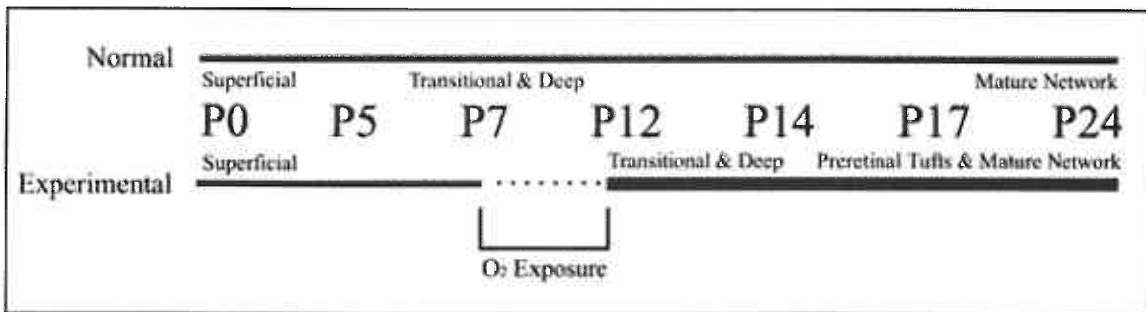 Normal
Superficial Transitional & Deep Mature Network
P0 P5 P7 P12 P14 P17 P24
Superficial Transitional & Deep Preretinal Tufts & Mature Network
Experimental
O₂ Exposure